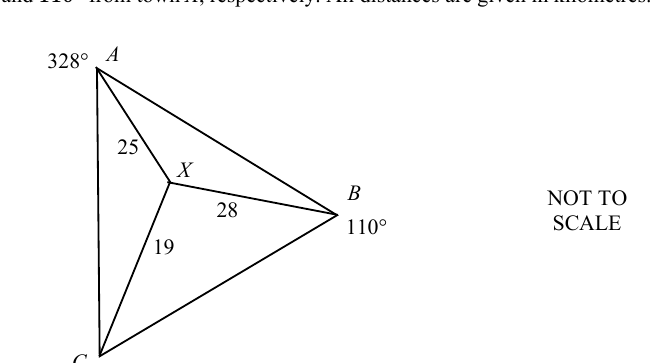 and 110° from town X, respectively. All distances are given in kilometres.
328° A
25
X
B
28
110°
19
C
NOT TO
SCALE